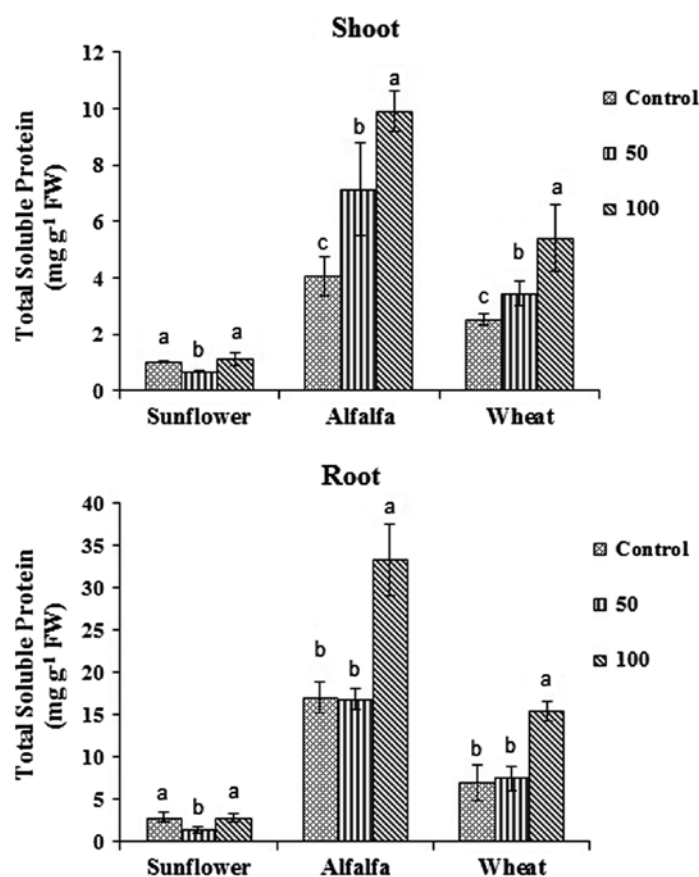 Shoot
Total Soluble Protein
(mg g-1 FW)
12
10
8
6
4
2
0
a
b
a
c
b
a
c
b
a
Sunflower
Alfalfa
Wheat
Control
50
100
Root
Total Soluble Protein
(mg g-1 FW)
40
35
30
25
20
15
10
5
0
a
b
a
b
b
a
b
b
a
Sunflower
Alfalfa
Wheat
Control
50
100